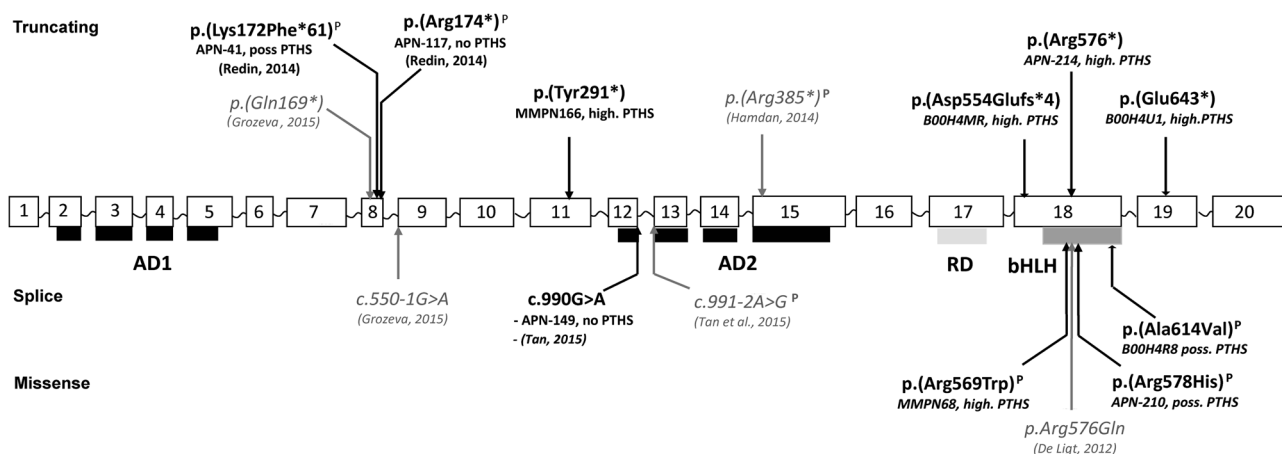 Truncating
p.(Lys172Phe*61)ᴾ
APN-41, poss PTHS
(Redin, 2014)
p.(Arg174*)ᴾ
APN-117, no PTHS
(Redin, 2014)
p.(Gln169*)
(Grozeva, 2015)
p.(Tyr291*)
MMPN166, high. PTHS
p.(Arg385*)ᴾ
(Hamdan, 2014)
p.(Arg576*)
APN-214, high. PTHS
p.(Asp554Glufs*4)
B00H4MR, high. PTHS
p.(Glu643*)
B00H4U1, high.PTHS
1 2 3 4 5 6 7 8 9 10 11 12 13 14 15 16 17 18 19 20
AD1 AD2 RD bHLH
Splice
c.550-1G>A
(Grozeva, 2015)
c.990G>A
- APN-149, no PTHS
- (Tan, 2015)
c.991-2A>G ᴾ
(Tan et al., 2015)
Missense
p.(Ala614Val)ᴾ
B00H4R8 poss. PTHS
p.(Arg569Trp)ᴾ
MMPN68, high. PTHS
p.(Arg578His)ᴾ
APN-210, poss. PTHS
p.Arg576Gln
(De Ligt, 2012)